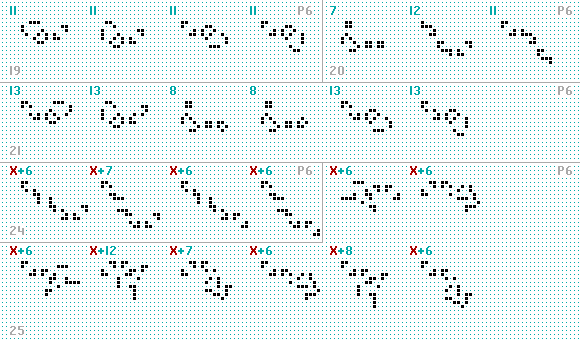 11 11 11 11 P6 7 12 11 P6
19 20
13 13 8 8 13 13 P6
21
X+6 X+7 X+6 X+6 P6 X+6 X+6 P6
24
X+6 X+12 X+7 X+6 X+8 X+6
25